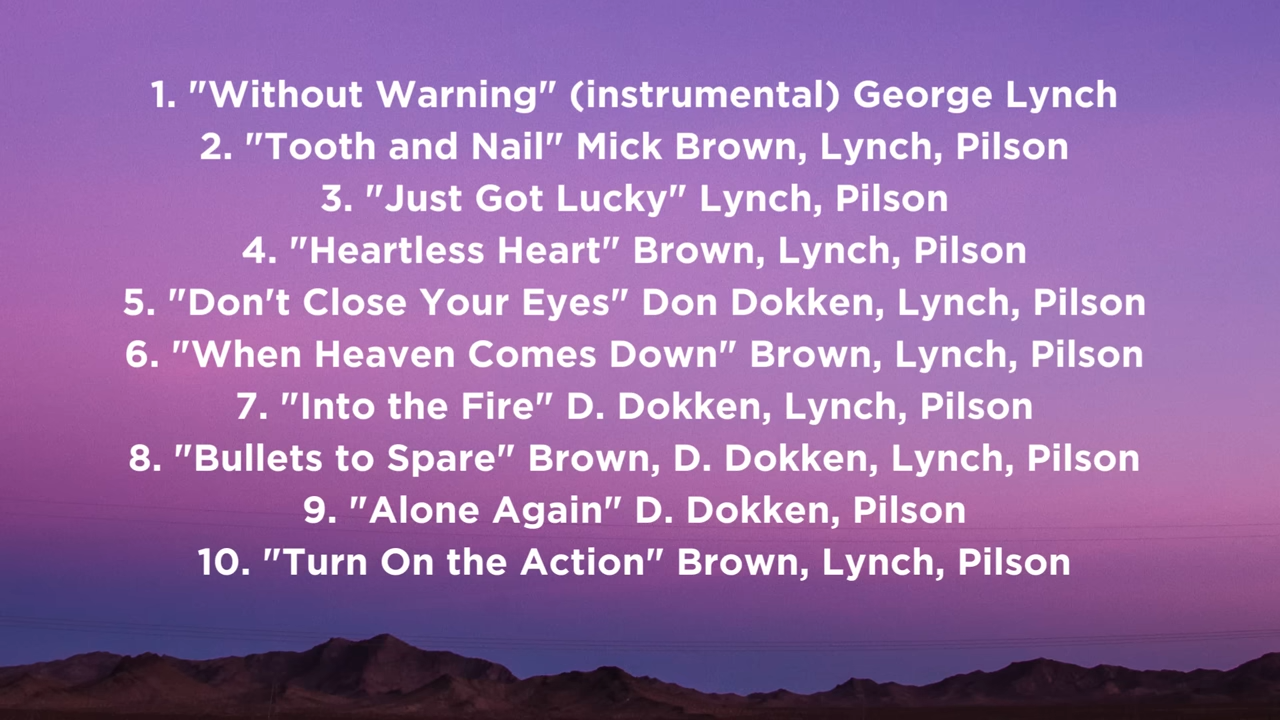 1. "Without Warning" (instrumental) George Lynch
2. "Tooth and Nail" Mick Brown, Lynch, Pilson
3. "Just Got Lucky" Lynch, Pilson
4. "Heartless Heart" Brown, Lynch, Pilson
5. "Don't Close Your Eyes" Don Dokken, Lynch, Pilson
6. "When Heaven Comes Down" Brown, Lynch, Pilson
7. "Into the Fire" D. Dokken, Lynch, Pilson
8. "Bullets to Spare" Brown, D. Dokken, Lynch, Pilson
9. "Alone Again" D. Dokken, Pilson
10. "Turn On the Action" Brown, Lynch, Pilson